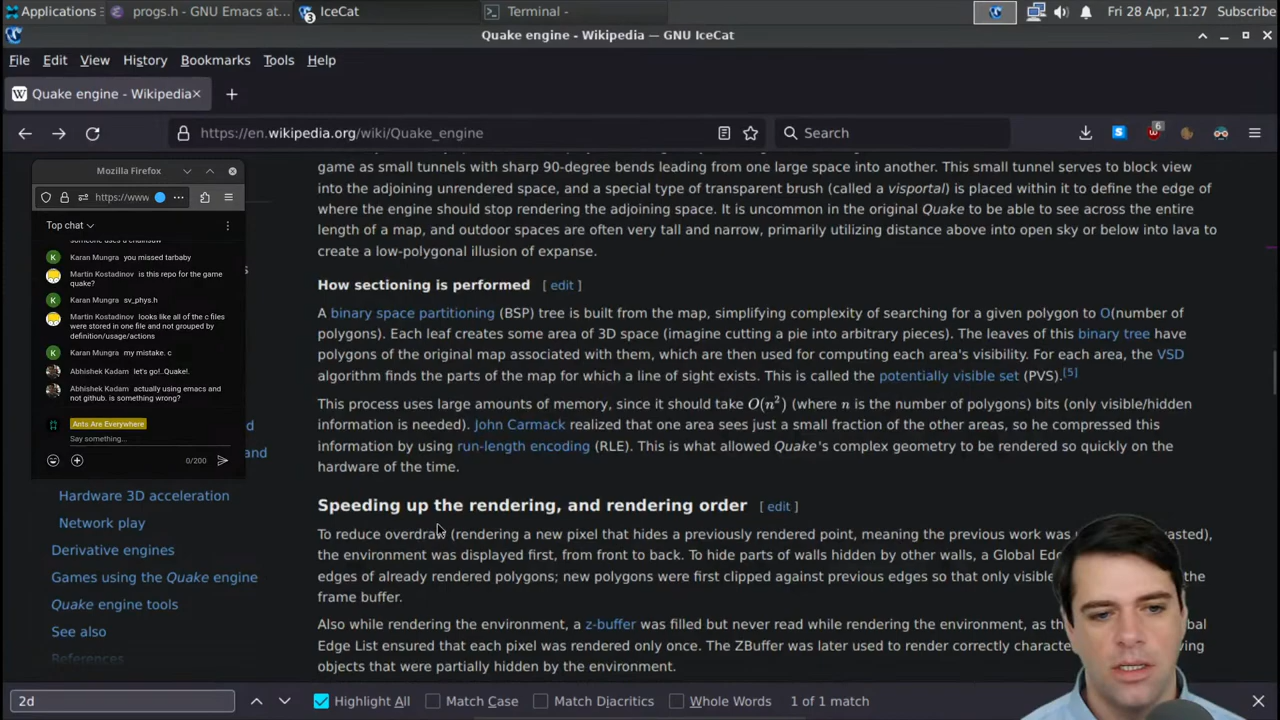 Applications
progs.h - GNU Emacs at...
3
IceCat
Terminal -
Fri 28 Apr, 11:27
Subscribe
Quake engine - Wikipedia — GNU IceCat
File Edit View History Bookmarks Tools Help
W Quake engine - Wikipedia
https://en.wikipedia.org/wiki/Quake_engine
Search
S
6
game as small tunnels with sharp 90-degree bends leading from one large space into another. This small tunnel serves to block view
into the adjoining unrendered space, and a special type of transparent brush (called a visportal) is placed within it to define the edge of
where the engine should stop rendering the adjoining space. It is uncommon in the original Quake to be able to see across the entire
length of a map, and outdoor spaces are often very tall and narrow, primarily utilizing distance above into open sky or below into lava to
create a low-polygonal illusion of expanse.
How sectioning is performed [ edit ]
A binary space partitioning (BSP) tree is built from the map, simplifying complexity of searching for a given polygon to O(number of
polygons). Each leaf creates some area of 3D space (imagine cutting a pie into arbitrary pieces). The leaves of this binary tree have
polygons of the original map associated with them, which are then used for computing each area's visibility. For each area, the VSD
algorithm finds the parts of the map for which a line of sight exists. This is called the potentially visible set (PVS).[5]
This process uses large amounts of memory, since it should take O(n²) (where n is the number of polygons) bits (only visible/hidden
information is needed). John Carmack realized that one area sees just a small fraction of the other areas, so he compressed this
information by using run-length encoding (RLE). This is what allowed Quake's complex geometry to be rendered so quickly on the
hardware of the time.
Speeding up the rendering, and rendering order [ edit ]
To reduce overdraw (rendering a new pixel that hides a previously rendered point, meaning the previous work was wasted),
the environment was displayed first, from front to back. To hide parts of walls hidden by other walls, a Global Ed
edges of already rendered polygons; new polygons were first clipped against previous edges so that only visible the
frame buffer.
Also while rendering the environment, a z-buffer was filled but never read while rendering the environment, as th bal
Edge List ensured that each pixel was rendered only once. The ZBuffer was later used to render correctly characte ving
objects that were partially hidden by the environment.
Mozilla Firefox
https://www
Top chat
someone uses a chainsaw
K Karan Mungra you missed tarbaby
Martin Kostadinov is this repo for the game
quake?
K Karan Mungra sv_phys.h
Martin Kostadinov looks like all of the c files
were stored in one file and not grouped by
definition/usage/actions
K Karan Mungra my mistake. c
Abhishek Kadam let's go!..Quake!.
Abhishek Kadam actually using emacs and
not github. is something wrong?
Ants Are Everywhere
Say something...
0/200
s
d
and
Hardware 3D acceleration
Network play
Derivative engines
Games using the Quake engine
Quake engine tools
See also
References
2d
Highlight All
Match Case
Match Diacritics
Whole Words
1 of 1 match